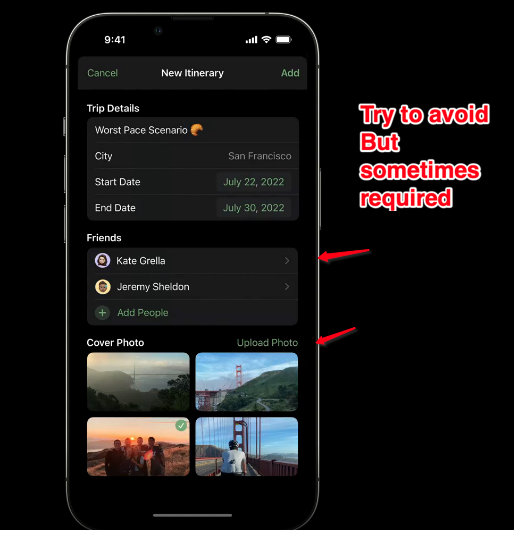 9:41
Cancel New Itinerary Add
Trip Details
Worst Pace Scenario 🥐
City San Francisco
Start Date July 22, 2022
End Date July 30, 2022
Friends
Kate Grella
Jeremy Sheldon
Add People
Cover Photo Upload Photo
Try to avoid
But
sometimes
required